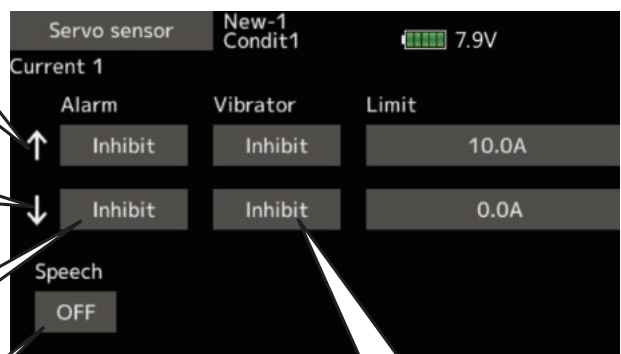 Servo sensor New-1
Condit1 7.9V
Current 1
Alarm Vibrator Limit
↑ Inhibit Inhibit 10.0A
↓ Inhibit Inhibit 0.0A
Speech
OFF